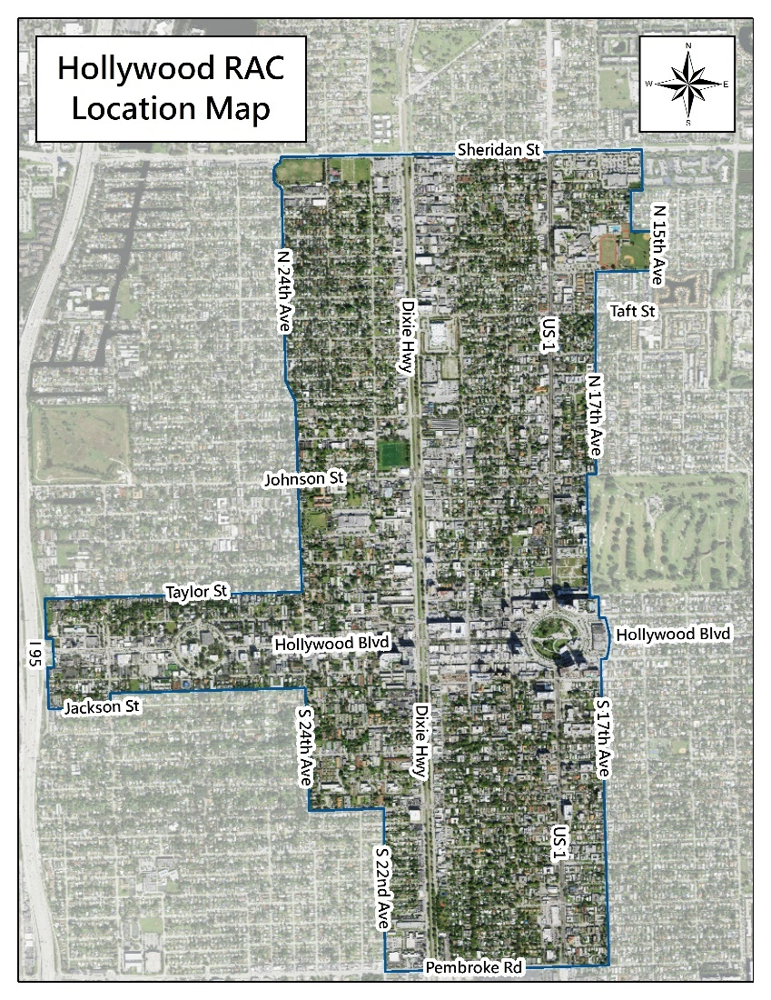 Hollywood RAC
Location Map
N
W
E
S
Sheridan St
N 15th Ave
N 24th Ave
Dixie Hwy
Taft St
US 1
N 17th Ave
Johnson St
Taylor St
I 95
Hollywood Blvd
Hollywood Blvd
Jackson St
S 24th Ave
Dixie Hwy
S 17th Ave
US 1
S 22nd Ave
Pembroke Rd